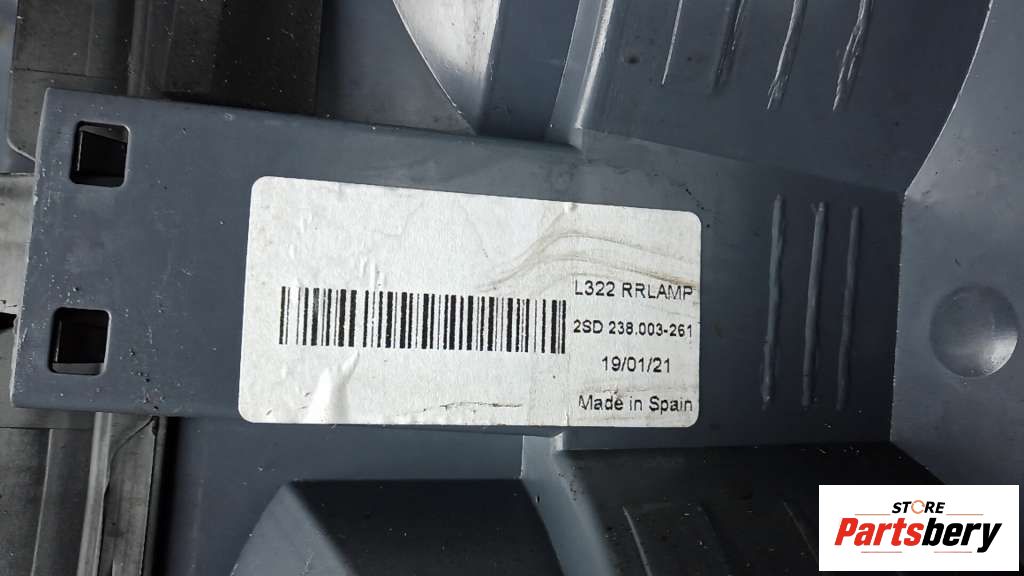 L322 RRLAMP
2SD 238.003-261
19/01/21
Made in Spain
STORE
Partsbery